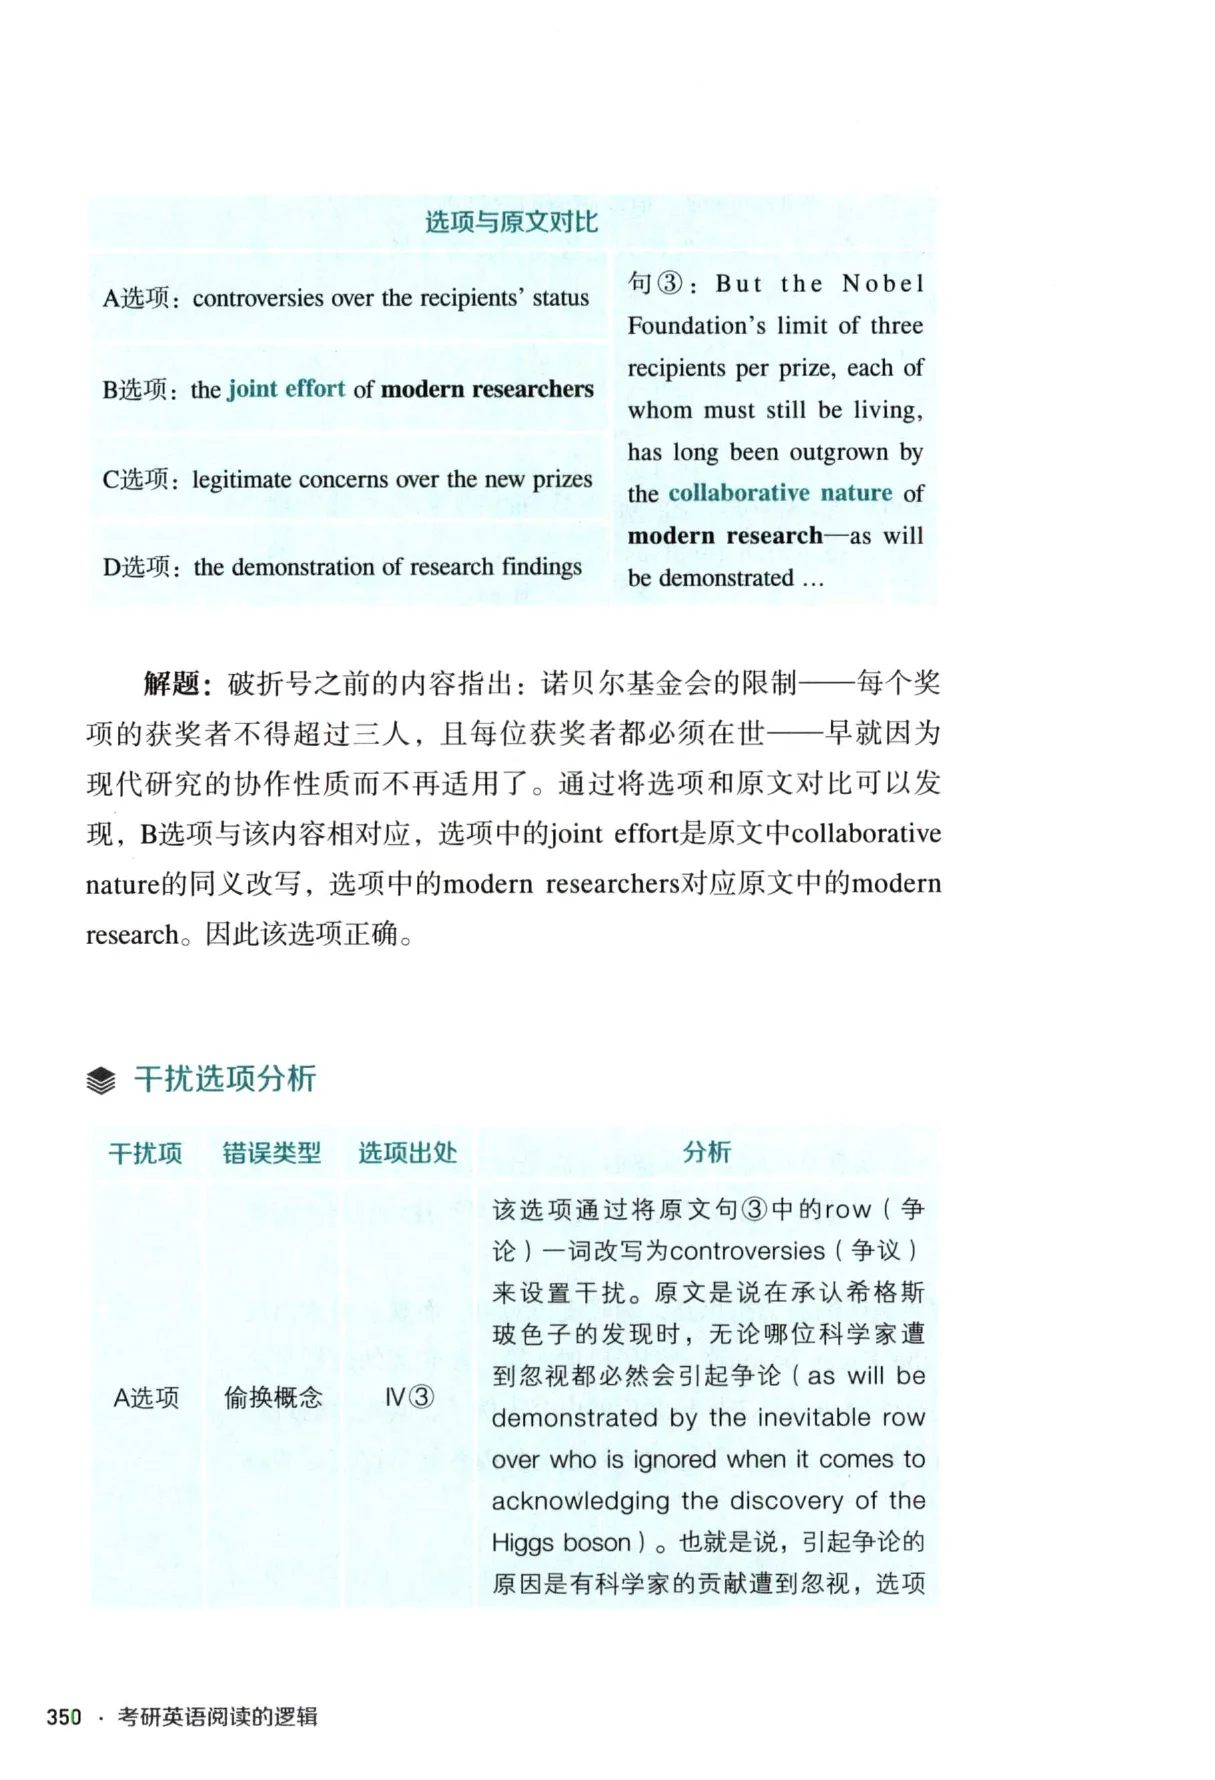 选项与原文对比
A选项：controversies over the recipients’ status
B选项：the joint effort of modern researchers
C选项：legitimate concerns over the new prizes
D选项：the demonstration of research findings
句③：But the Nobel
Foundation’s limit of three
recipients per prize, each of
whom must still be living,
has long been outgrown by
the collaborative nature of
modern research—as will
be demonstrated ...
解题：破折号之前的内容指出：诺贝尔基金会的限制——每个奖
项的获奖者不得超过三人，且每位获奖者都必须在世——早就因为
现代研究的协作性质而不再适用了。通过将选项和原文对比可以发
现，B选项与该内容相对应，选项中的joint effort是原文中collaborative
nature的同义改写，选项中的modern researchers对应原文中的modern
research。因此该选项正确。
干扰选项分析
干扰项 错误类型 选项出处 分析
A选项 偷换概念 Ⅳ③
该选项通过将原文句③中的row（争
论）一词改写为controversies（争议）
来设置干扰。原文是说在承认希格斯
玻色子的发现时，无论哪位科学家遭
到忽视都必然会引起争论（as will be
demonstrated by the inevitable row
over who is ignored when it comes to
acknowledging the discovery of the
Higgs boson）。也就是说，引起争论的
原因是有科学家的贡献遭到忽视，选项
350 · 考研英语阅读的逻辑